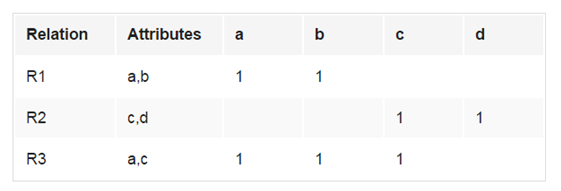 Relation Attributes a b c d
R1 a,b 1 1
R2 c,d 1 1
R3 a,c 1 1 1